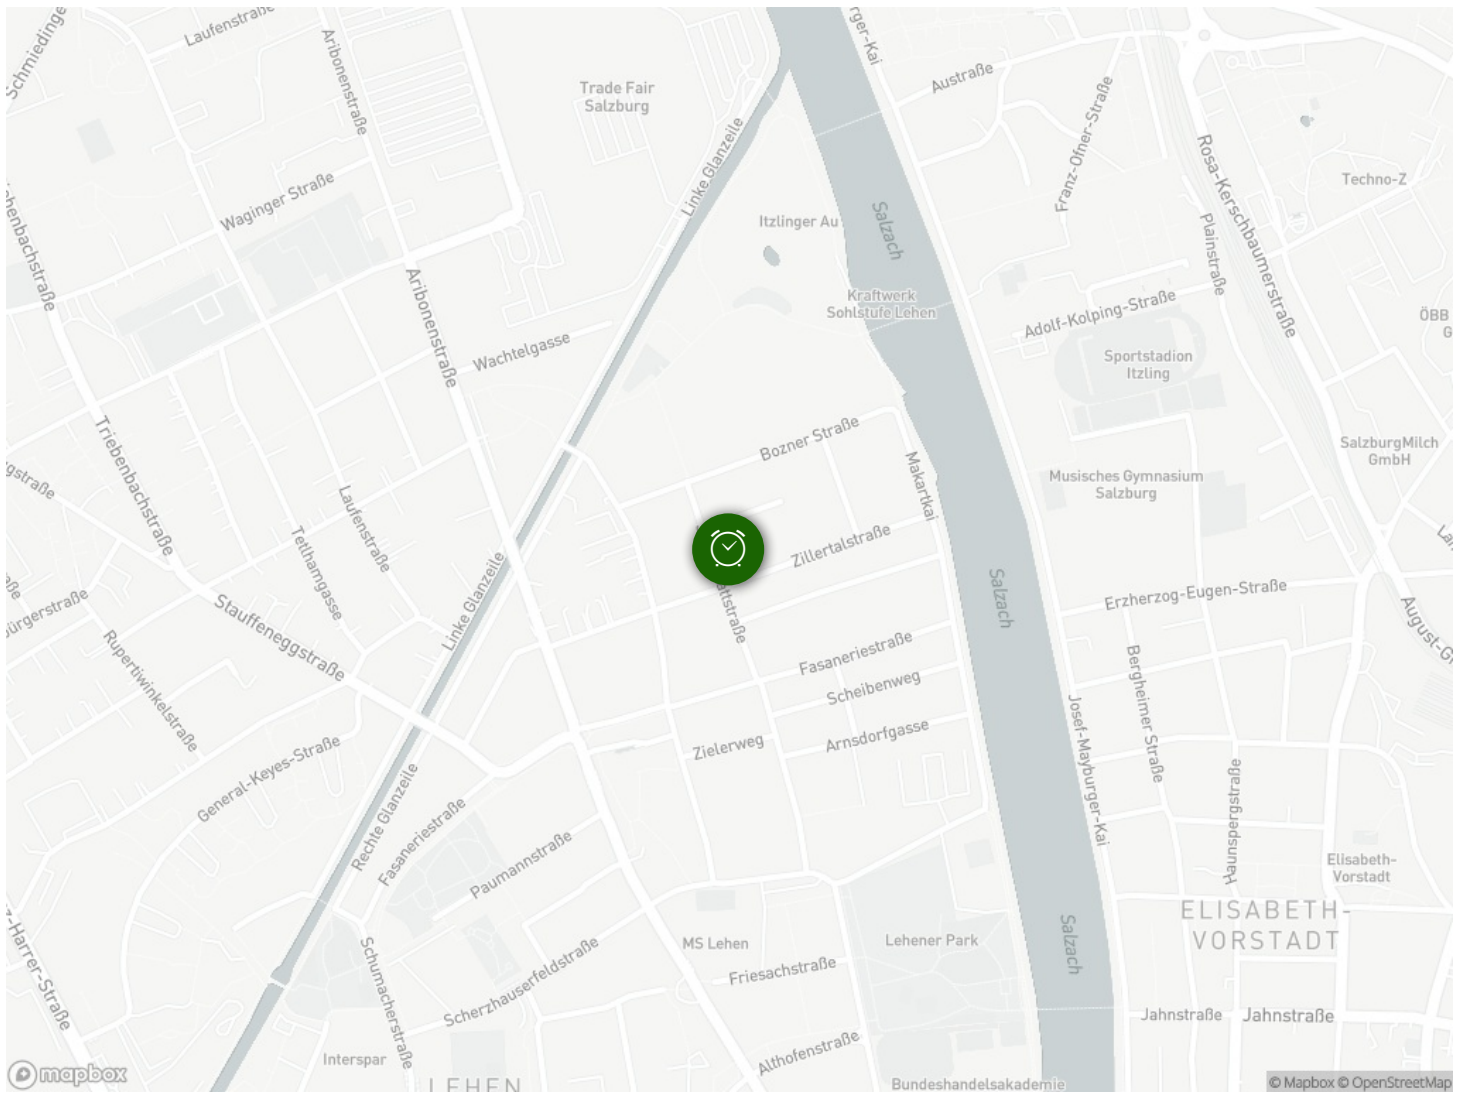 Laufenstraße
Aribonenstraße
Trade Fair
Salzburg
Linke Glanzeile
Austraße
Franz-Ofner-Straße
Rosa-Kerschbaumerstraße
Techno-Z
Waginger Straße
Itzlinger Au
Salzach
Plainstraße
Kraftwerk
Sohlstufe Lehen
Adolf-Kolping-Straße
ÖBB
G
Aribonenstraße
Wachtelgasse
Sportstadion
Itzling
Triebenbachstraße
Bozner Straße
SalzburgMilch
GmbH
Makartkai
Musisches Gymnasium
Salzburg
Laufenstraße
Tetlhamgasse
Zillertalstraße
Salzach
Erzherzog-Eugen-Straße
Linke Glanzeile
Stauffeneggstraße
Rupertiwinkelstraße
Fasaneriestraße
Scheibenweg
Bergheimer Straße
Josef-Mayburger-Kai
Zielerweg
Arnsdorfgasse
General-Keyes-Straße
Rechte Glanzeile
Fasaneriestraße
Paumannstraße
Haunspergstraße
Elisabeth-
Vorstadt
ELISABETH-
VORSTADT
MS Lehen
Lehener Park
Salzach
Friesachstraße
Schumacherstraße
Scherzhauserfeldstraße
Jahnstraße
Jahnstraße
Interspar
Althofenstraße
LEHEN
Bundeshandelsakademie
mapbox
© Mapbox © OpenStreetMap